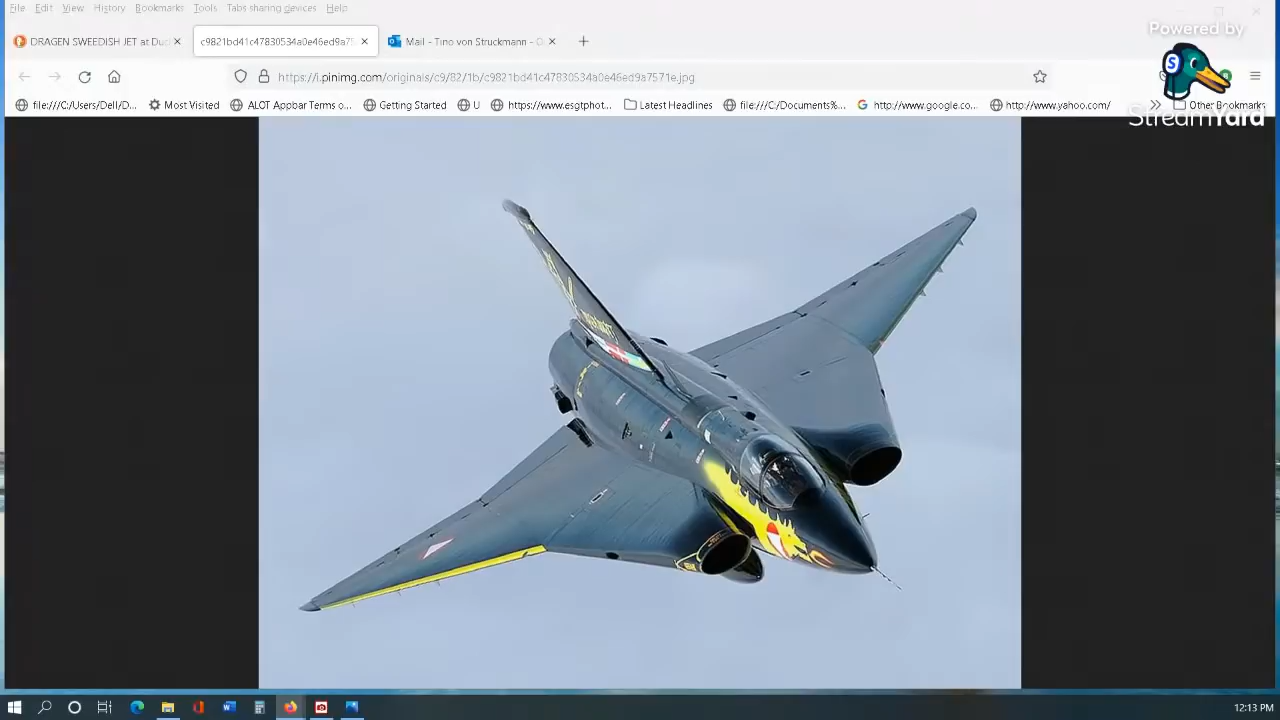 File Edit View History Bookmarks Tools Tabs sharing devices Help
DRAGEN SWEEDISH JET at Duc
c9821bd41c47830534a0e46ed9a75
Mail - Tino von Struckmann - O
https://i.pinimg.com/originals/c9/82/1b/c9821bd41c47830534a0e46ed9a7571e.jpg
file:///C:/Users/Dell/D...
Most Visited
ALOT Appbar Terms o...
Getting Started
U
https://www.esgtphot...
Latest Headlines
file:///C:/Documents%...
http://www.google.co...
http://www.yahoo.com/
Other Bookmarks
Powered by
S
StreamYard
12:13 PM